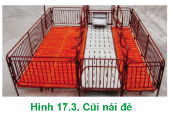 Hình 17.3. Cũi nái đẻ